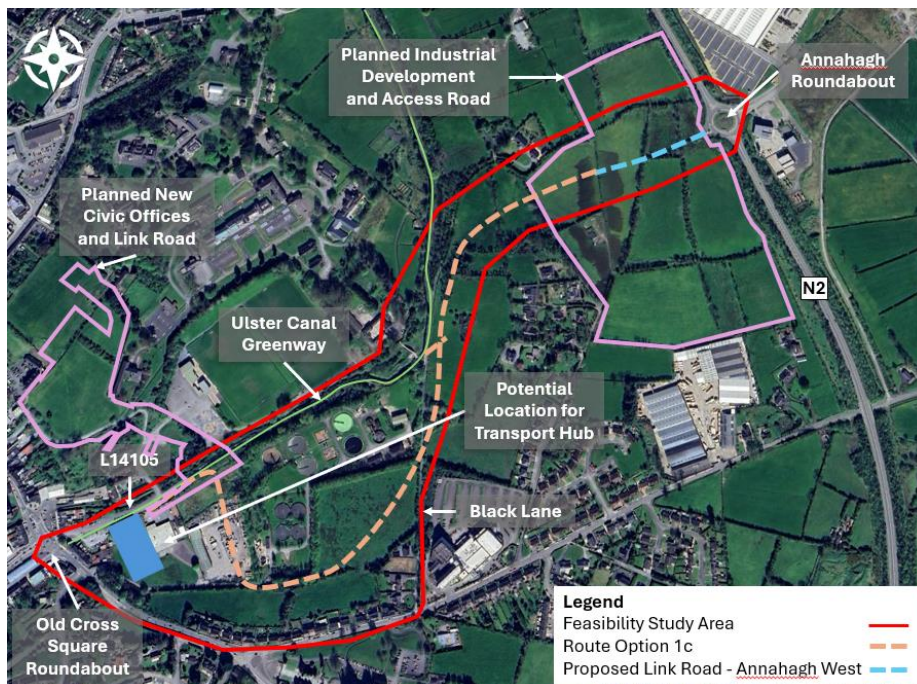 Planned Industrial
Development
and Access Road
Annahagh
Roundabout
Planned New
Civic Offices
and Link Road
N2
Ulster Canal
Greenway
Potential
Location for
Transport Hub
L14105
Black Lane
Old Cross
Square
Roundabout
Legend
Feasibility Study Area
Route Option 1c
Proposed Link Road - Annahagh West